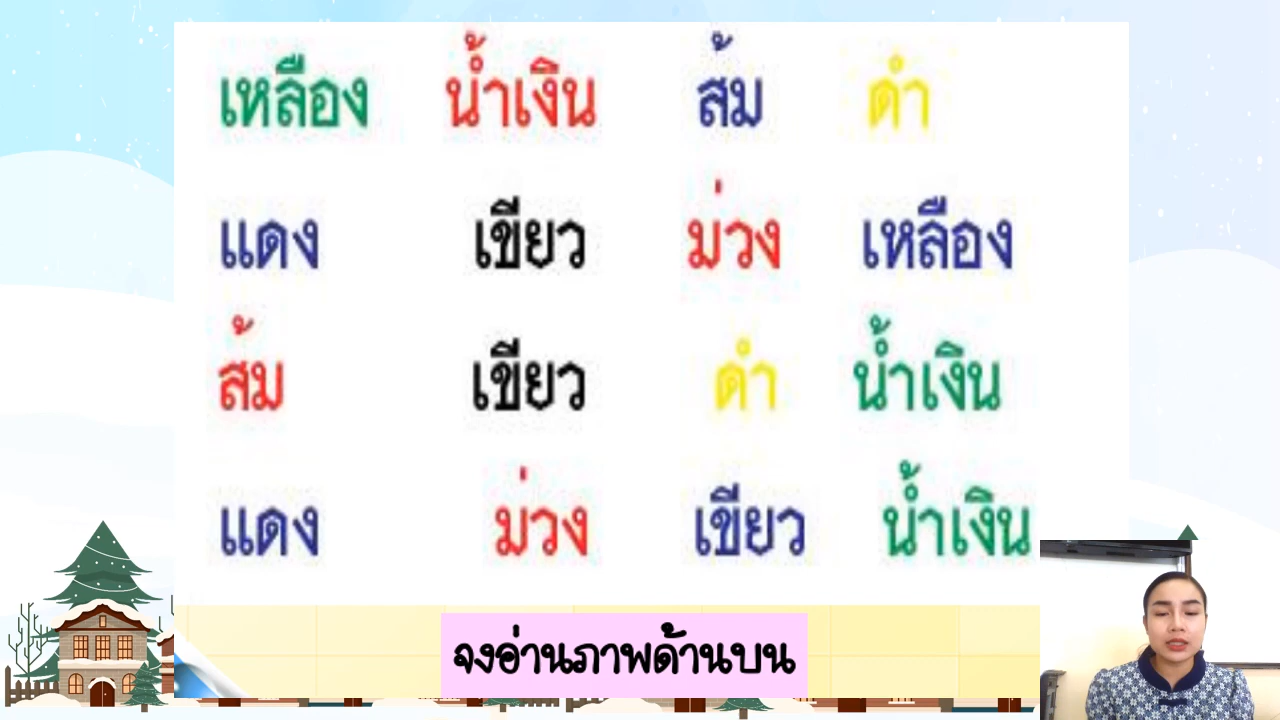 เหลือง น้ำเงิน ส้ม ดำ
แดง เขียว ม่วง เหลือง
ส้ม เขียว ดำ น้ำเงิน
แดง ม่วง เขียว น้ำเงิน
จงอ่านภาพด้านบน